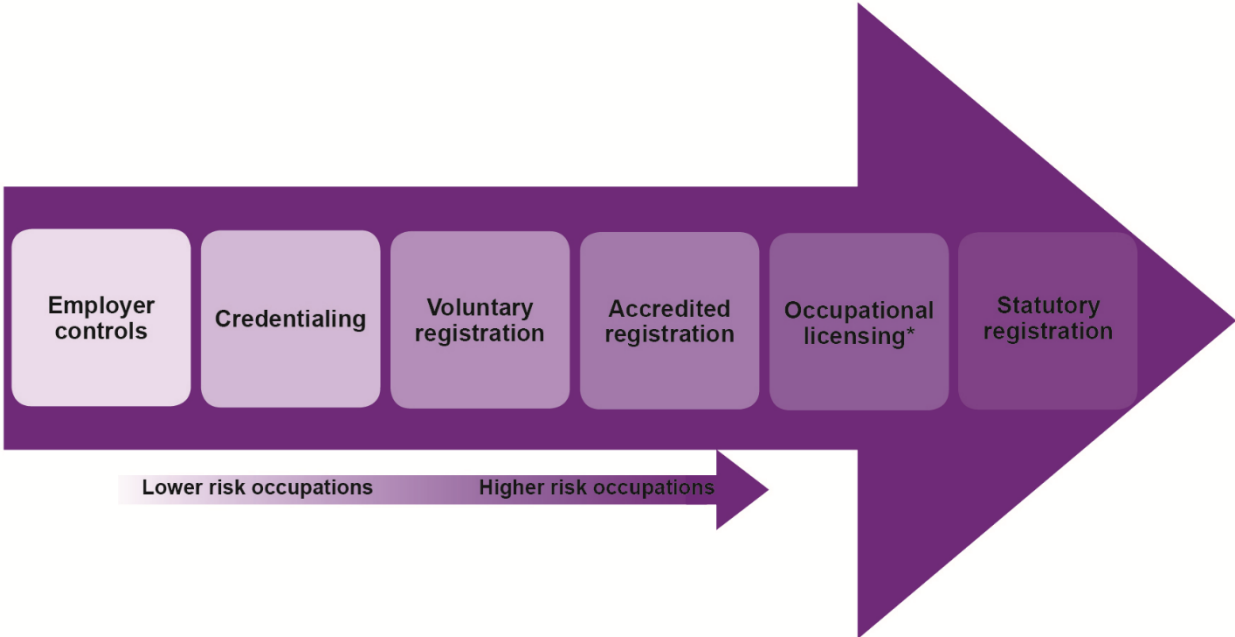 Employer
controls
Credentialing
Voluntary
registration
Accredited
registration
Occupational
licensing*
Statutory
registration
Lower risk occupations
Higher risk occupations